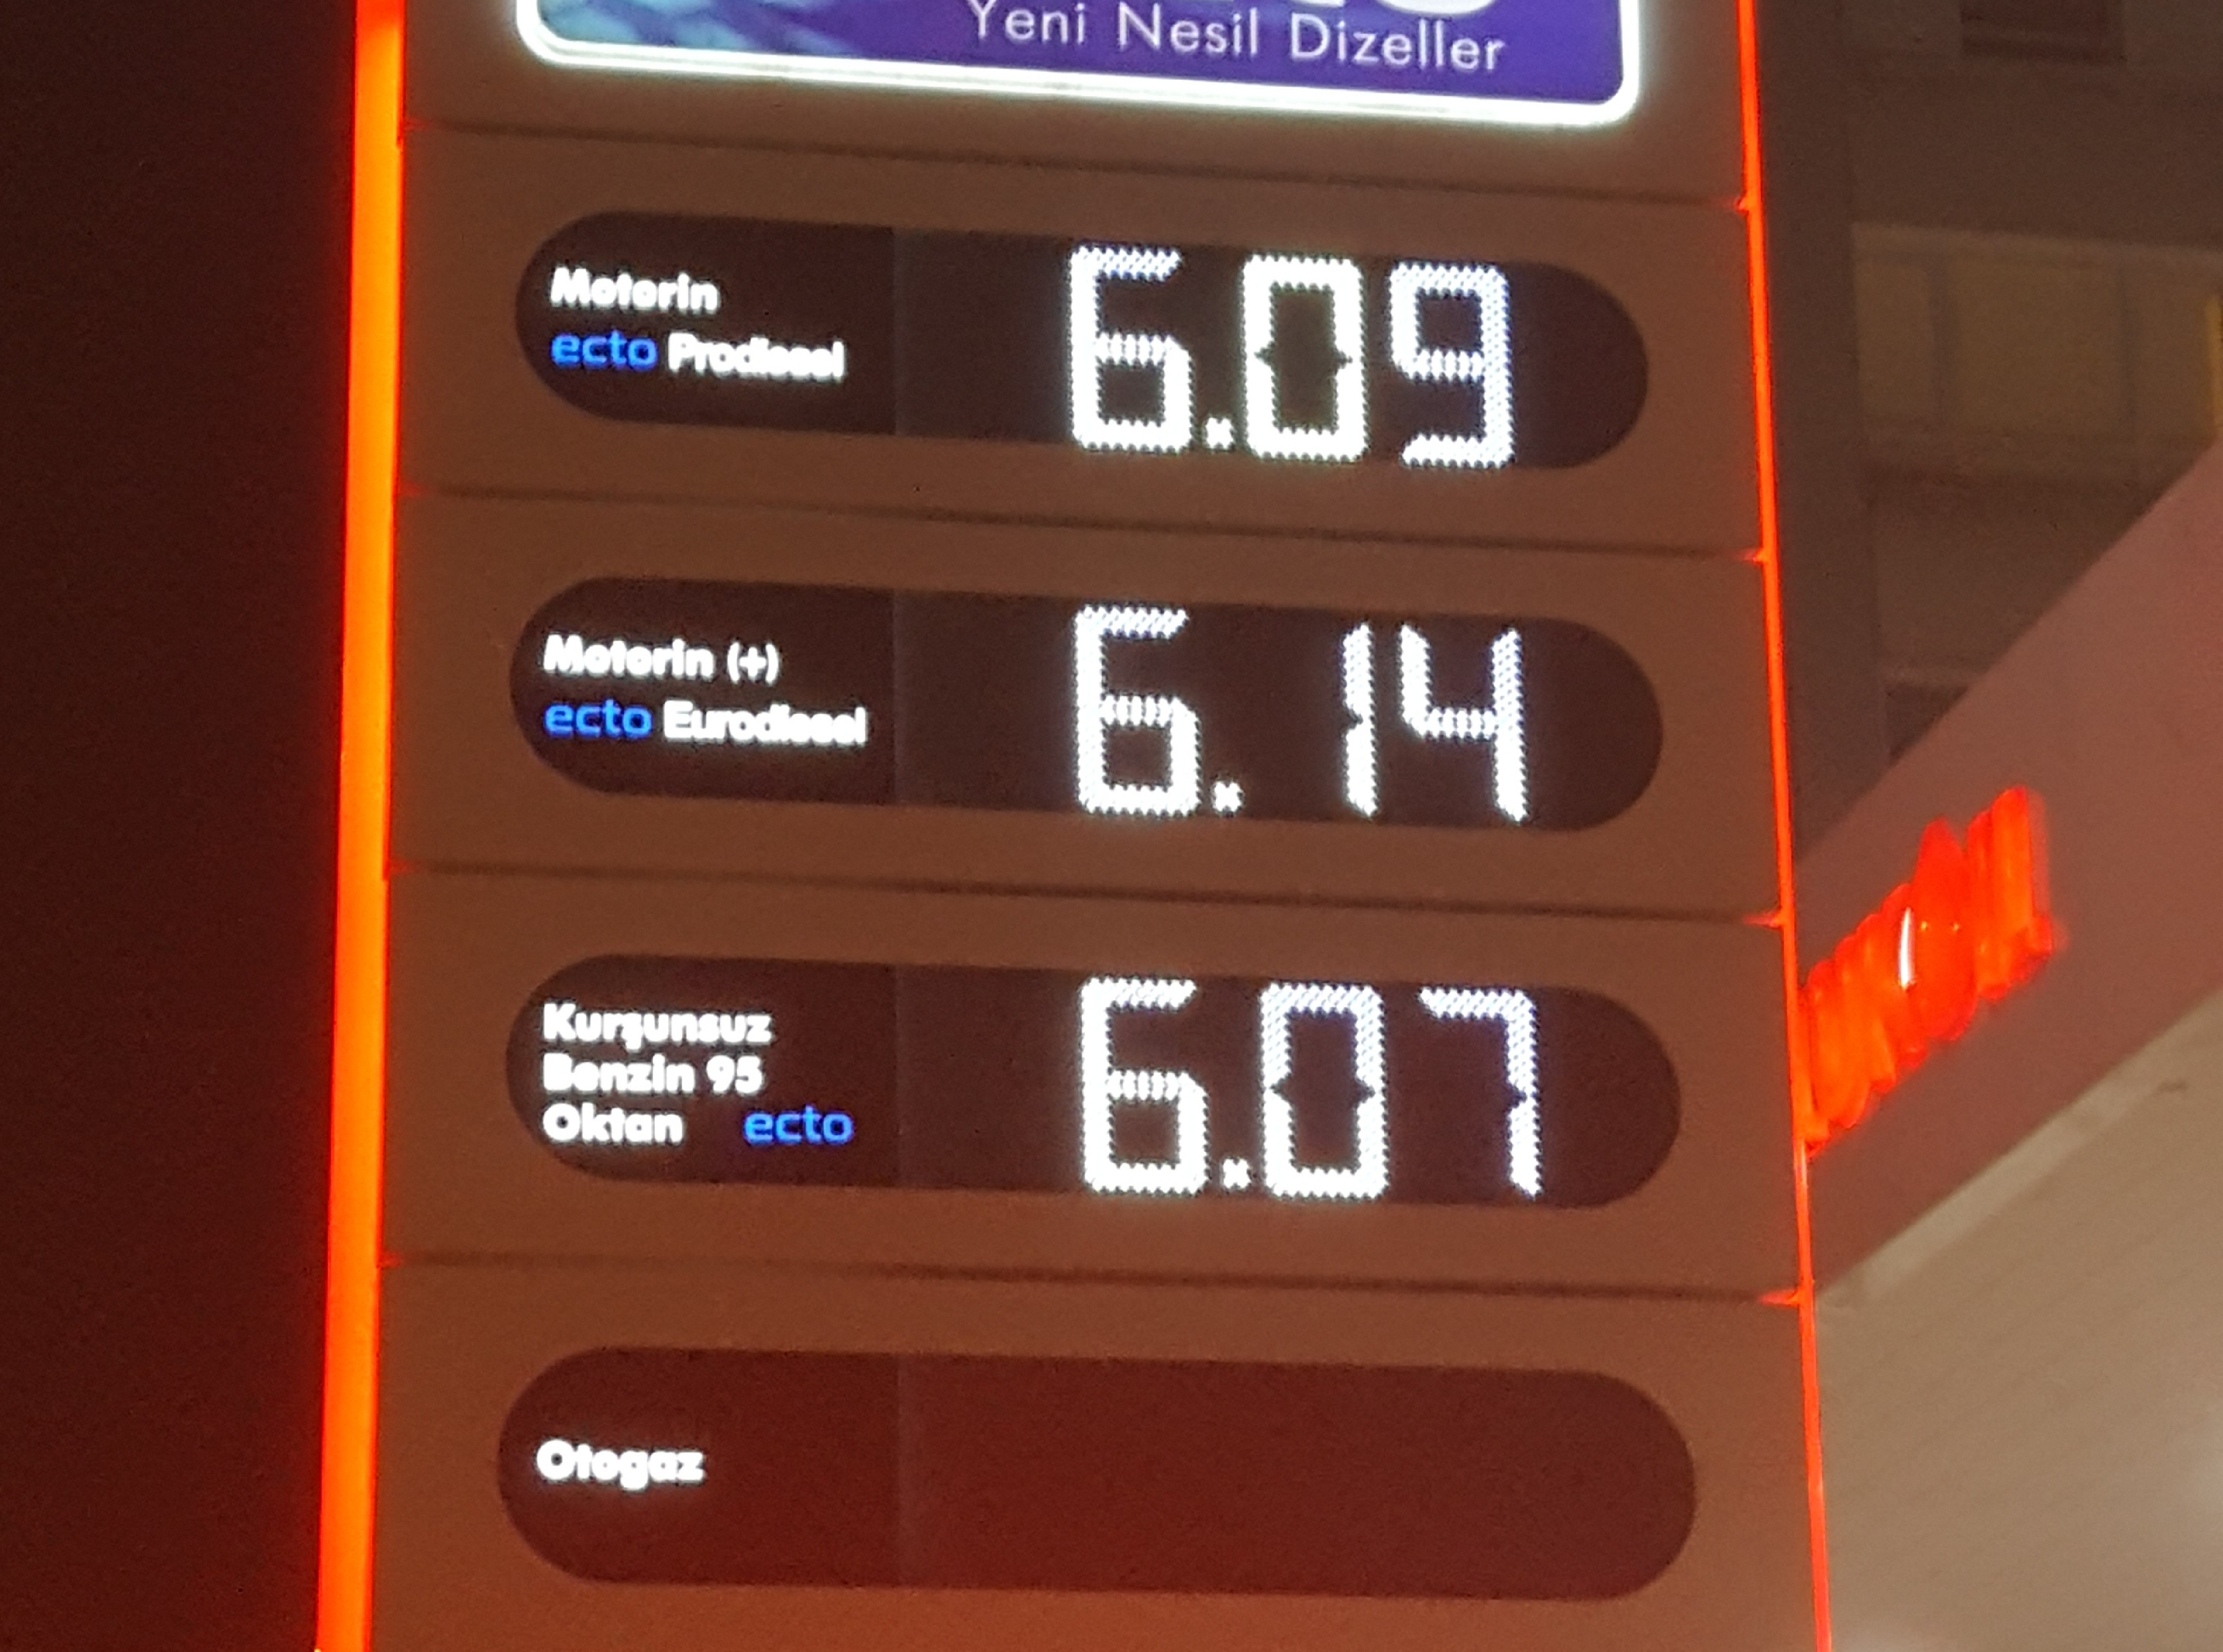 Yeni Nesil Dizeller
Motorin
ecto Prodiesel
6.09
Motorin (+)
ecto Eurodiesel
6.14
Kurşunsuz
Benzin 95
Oktan ecto
6.07
Otogaz